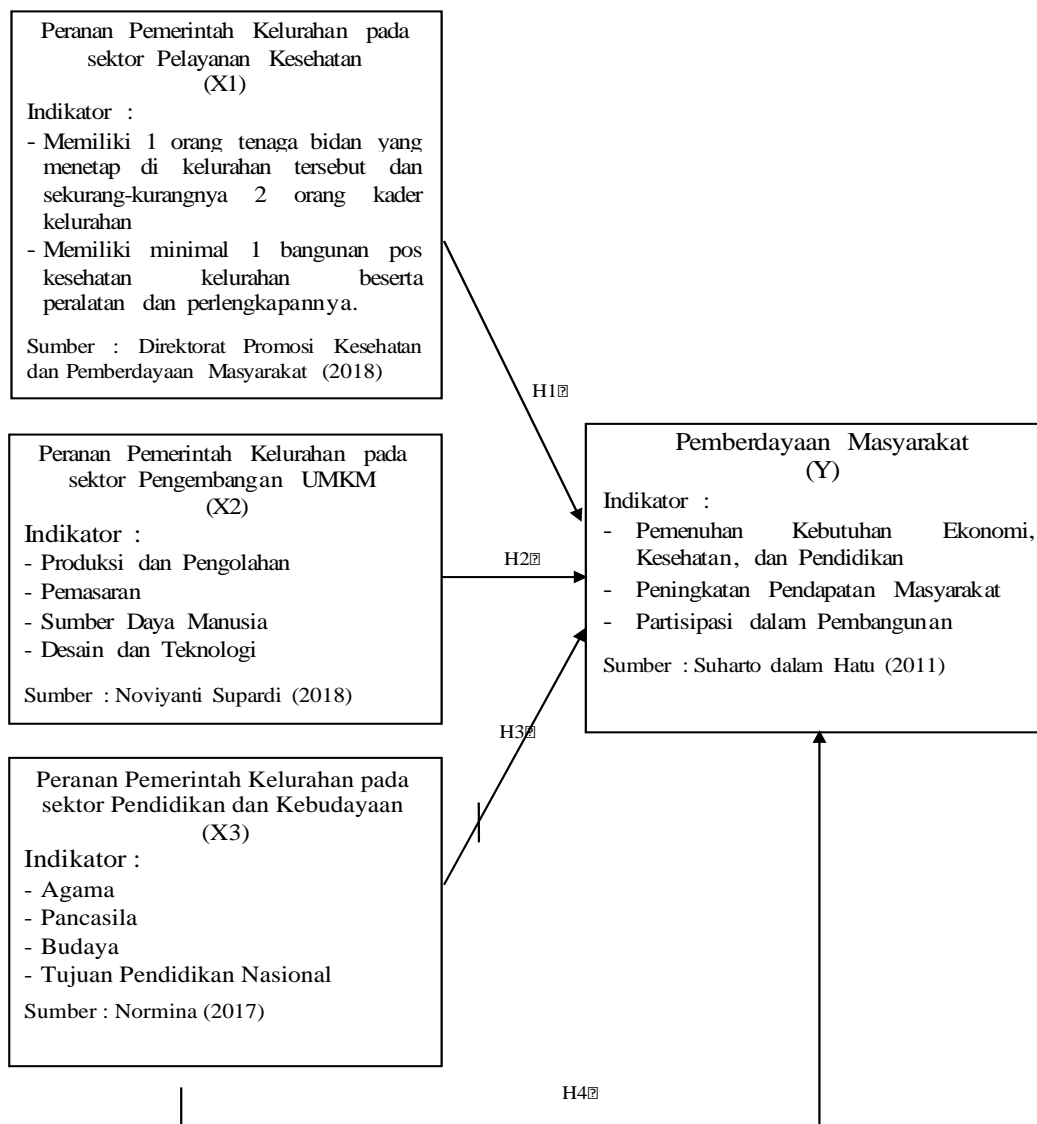 Peranan Pemerintah Kelurahan pada
sektor Pelayanan Kesehatan
(X1)
Indikator :
- Memiliki 1 orang tenaga bidan yang
menetap di kelurahan tersebut dan
sekurang-kurangnya 2 orang kader
kelurahan
- Memiliki minimal 1 bangunan pos
kesehatan kelurahan beserta
peralatan dan perlengkapannya.
Sumber : Direktorat Promosi Kesehatan
dan Pemberdayaan Masyarakat (2018)
H1
Peranan Pemerintah Kelurahan pada
sektor Pengembangan UMKM
(X2)
Indikator :
- Produksi dan Pengolahan
- Pemasaran
- Sumber Daya Manusia
- Desain dan Teknologi
Sumber : Noviyanti Supardi (2018)
H2
Pemberdayaan Masyarakat
(Y)
Indikator :
- Pemenuhan Kebutuhan Ekonomi,
Kesehatan, dan Pendidikan
- Peningkatan Pendapatan Masyarakat
- Partisipasi dalam Pembangunan
Sumber : Suharto dalam Hatu (2011)
H3
Peranan Pemerintah Kelurahan pada
sektor Pendidikan dan Kebudayaan
(X3)
Indikator :
- Agama
- Pancasila
- Budaya
- Tujuan Pendidikan Nasional
Sumber : Normina (2017)
H4